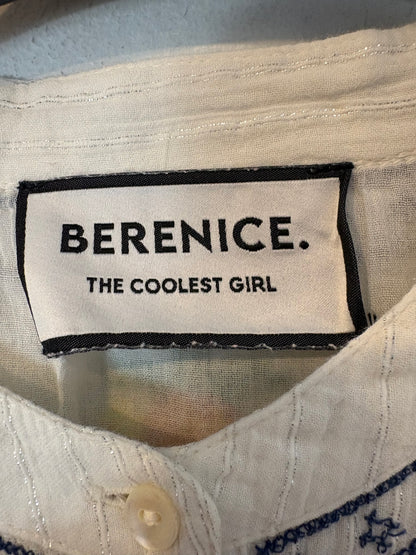 BERENICE.
THE COOLEST GIRL